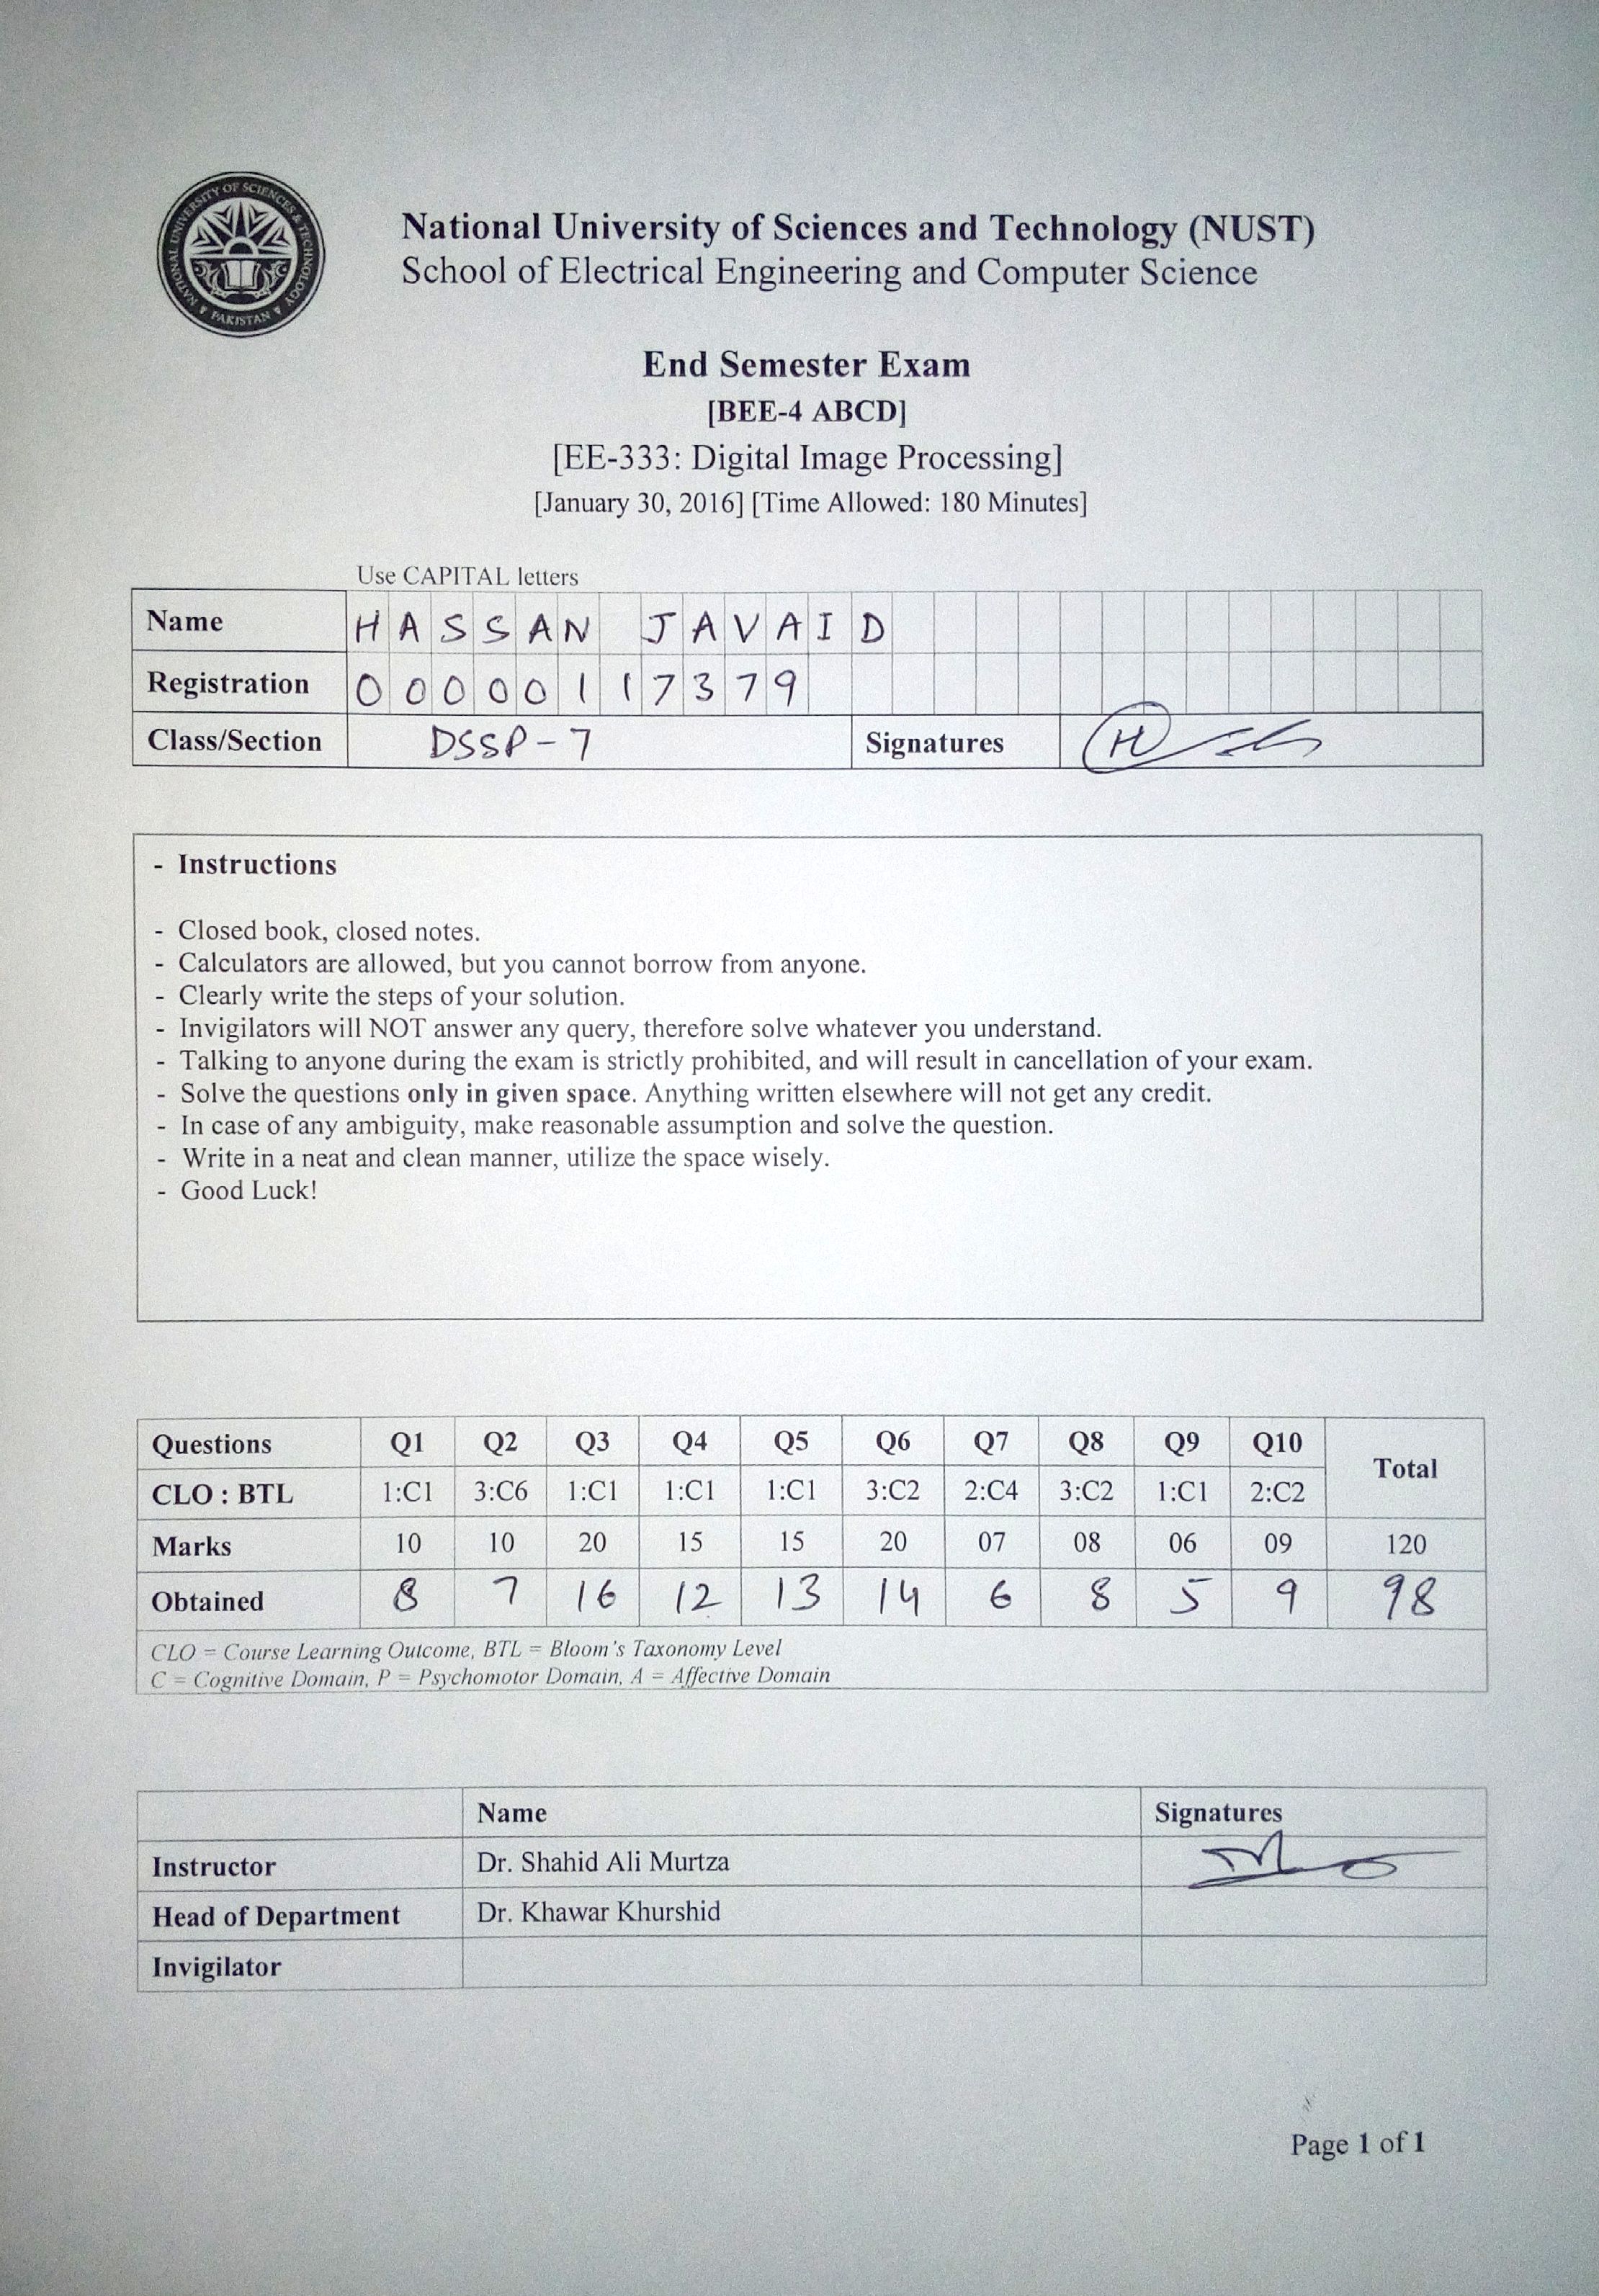 NATIONAL UNIVERSITY OF SCIENCES & TECHNOLOGY
PAKISTAN
National University of Sciences and Technology (NUST)
School of Electrical Engineering and Computer Science
End Semester Exam
[BEE-4 ABCD]
[EE-333: Digital Image Processing]
[January 30, 2016] [Time Allowed: 180 Minutes]
Use CAPITAL letters
Name HASSAN JAVAID
Registration 00000117379
Class/Section DSSP-7 Signatures
- Instructions
- Closed book, closed notes.
- Calculators are allowed, but you cannot borrow from anyone.
- Clearly write the steps of your solution.
- Invigilators will NOT answer any query, therefore solve whatever you understand.
- Talking to anyone during the exam is strictly prohibited, and will result in cancellation of your exam.
- Solve the questions only in given space. Anything written elsewhere will not get any credit.
- In case of any ambiguity, make reasonable assumption and solve the question.
- Write in a neat and clean manner, utilize the space wisely.
- Good Luck!
Questions Q1 Q2 Q3 Q4 Q5 Q6 Q7 Q8 Q9 Q10 Total
CLO : BTL 1:C1 3:C6 1:C1 1:C1 1:C1 3:C2 2:C4 3:C2 1:C1 2:C2
Marks 10 10 20 15 15 20 07 08 06 09 120
Obtained 8 7 16 12 13 14 6 8 5 9 98
CLO = Course Learning Outcome, BTL = Bloom's Taxonomy Level
C = Cognitive Domain, P = Psychomotor Domain, A = Affective Domain
Name Signatures
Instructor Dr. Shahid Ali Murtza
Head of Department Dr. Khawar Khurshid
Invigilator
Page 1 of 1